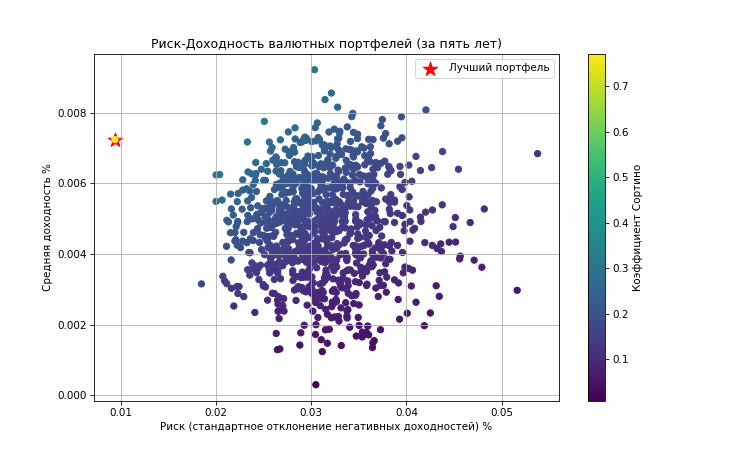 Риск-Доходность валютных портфелей (за пять лет)
Лучший портфель
Средняя доходность %
0.008
0.006
0.004
0.002
0.000
0.01 0.02 0.03 0.04 0.05
Риск (стандартное отклонение негативных доходностей) %
0.7
0.6
0.5
0.4
0.3
0.2
0.1
Коэффициент Сортино